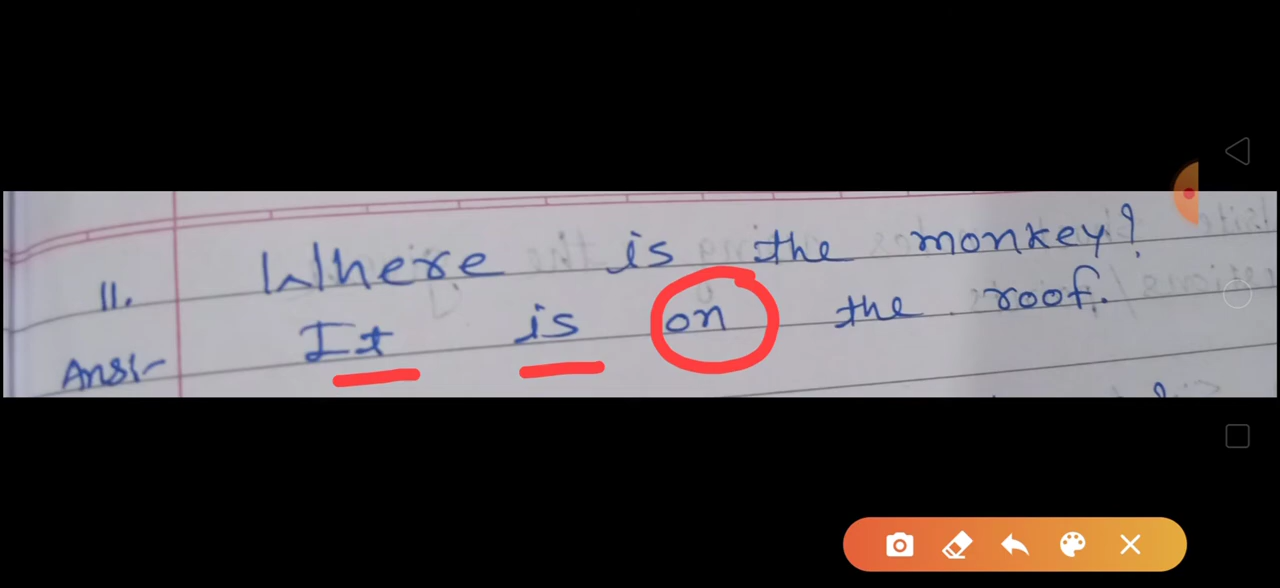 11. Where is the monkey?
Ans:- It is on the roof.